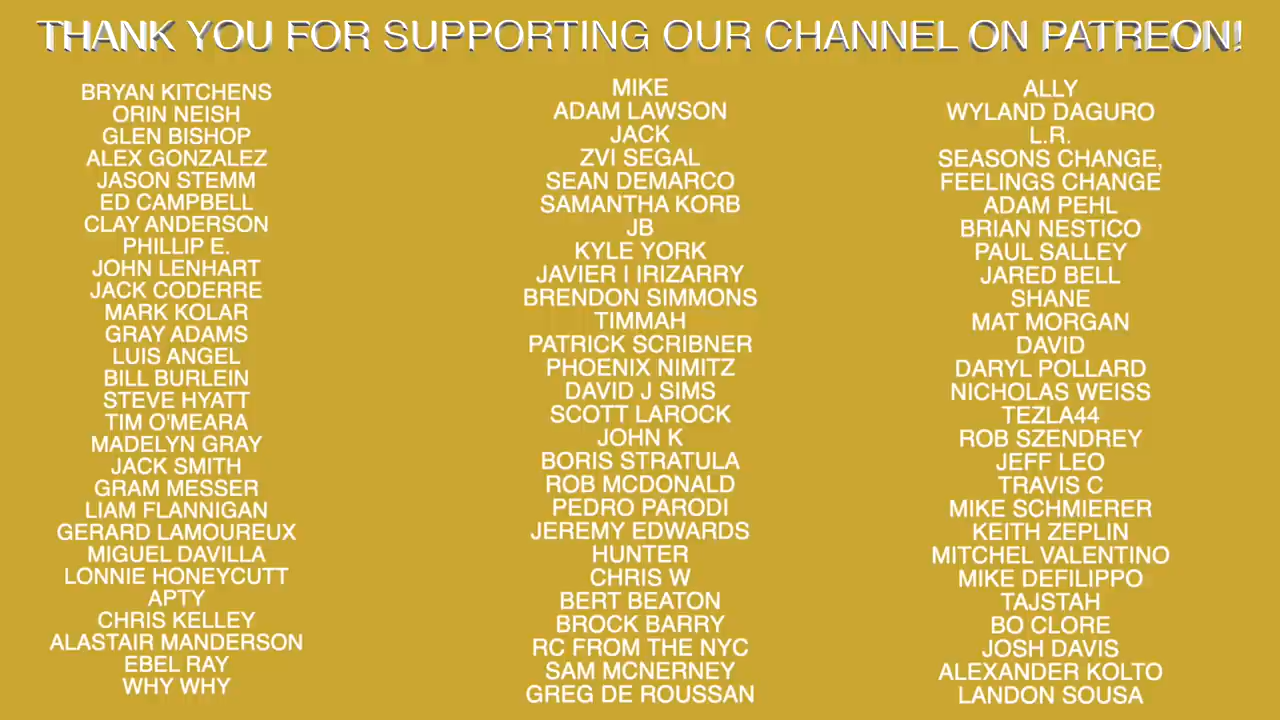 THANK YOU FOR SUPPORTING OUR CHANNEL ON PATREON!
BRYAN KITCHENS
ORIN NEISH
GLEN BISHOP
ALEX GONZALEZ
JASON STEMM
ED CAMPBELL
CLAY ANDERSON
PHILLIP E.
JOHN LENHART
JACK CODERRE
MARK KOLAR
GRAY ADAMS
LUIS ANGEL
BILL BURLEIN
STEVE HYATT
TIM O'MEARA
MADELYN GRAY
JACK SMITH
GRAM MESSER
LIAM FLANNIGAN
GERARD LAMOUREUX
MIGUEL DAVILLA
LONNIE HONEYCUTT
APTY
CHRIS KELLEY
ALASTAIR MANDERSON
EBEL RAY
WHY WHY
MIKE
ADAM LAWSON
JACK
ZVI SEGAL
SEAN DEMARCO
SAMANTHA KORB
JB
KYLE YORK
JAVIER I IRIZARRY
BRENDON SIMMONS
TIMMAH
PATRICK SCRIBNER
PHOENIX NIMITZ
DAVID J SIMS
SCOTT LAROCK
JOHN K
BORIS STRATULA
ROB MCDONALD
PEDRO PARODI
JEREMY EDWARDS
HUNTER
CHRIS W
BERT BEATON
BROCK BARRY
RC FROM THE NYC
SAM MCNERNEY
GREG DE ROUSSAN
ALLY
WYLAND DAGURO
L.R.
SEASONS CHANGE,
FEELINGS CHANGE
ADAM PEHL
BRIAN NESTICO
PAUL SALLEY
JARED BELL
SHANE
MAT MORGAN
DAVID
DARYL POLLARD
NICHOLAS WEISS
TEZLA44
ROB SZENDREY
JEFF LEO
TRAVIS C
MIKE SCHMIERER
KEITH ZEPLIN
MITCHEL VALENTINO
MIKE DEFILIPPO
TAJSTAH
BO CLORE
JOSH DAVIS
ALEXANDER KOLTO
LANDON SOUSA